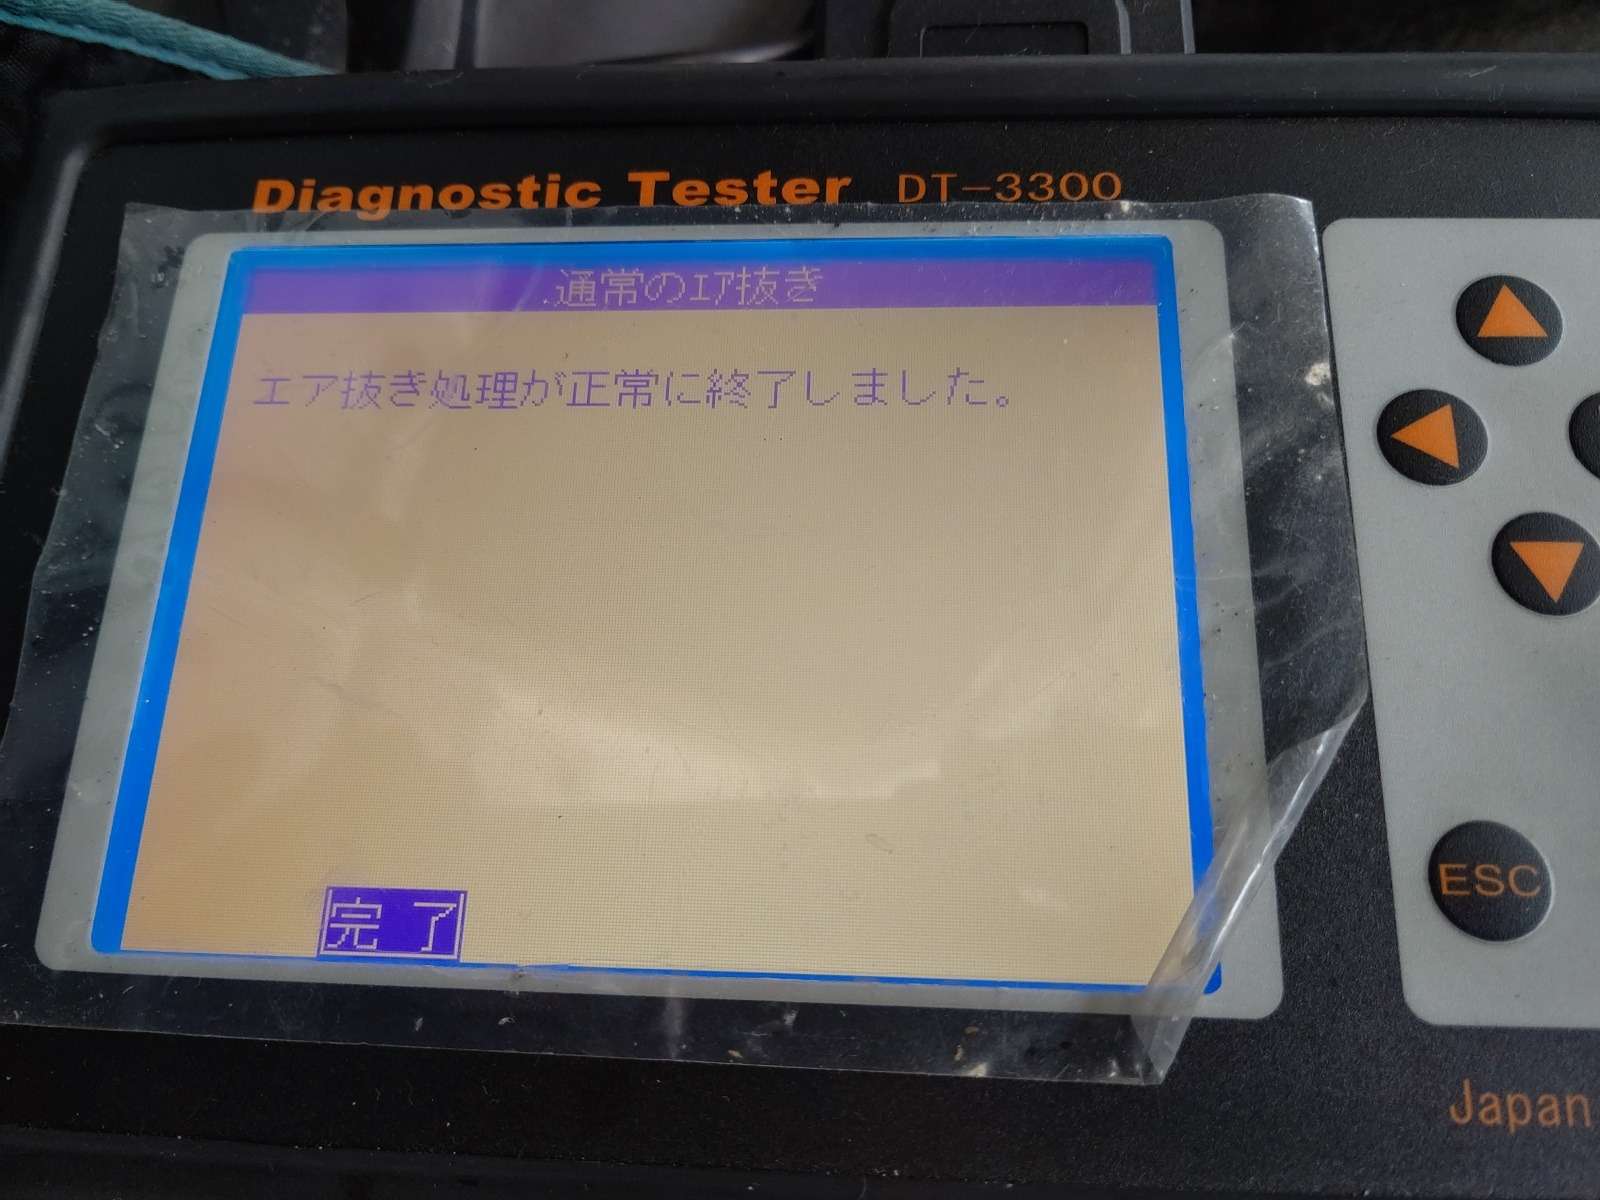 Diagnostic Tester DT-3300
.通常のｴｱ抜き
エア抜き処理が正常に終了しました。
完了
ESC
Japan